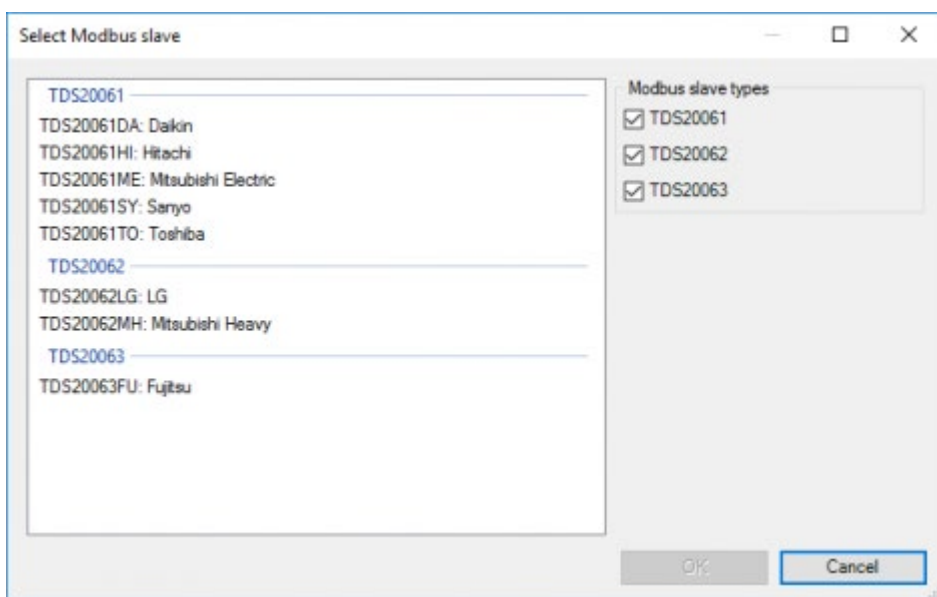 Select Modbus slave
TDS20061
TDS20061DA: Daikin
TDS20061HI: Hitachi
TDS20061ME: Mitsubishi Electric
TDS20061SY: Sanyo
TDS20061TO: Toshiba
TDS20062
TDS20062LG: LG
TDS20062MH: Mitsubishi Heavy
TDS20063
TDS20063FU: Fujitsu
Modbus slave types
TDS20061
TDS20062
TDS20063
OK
Cancel